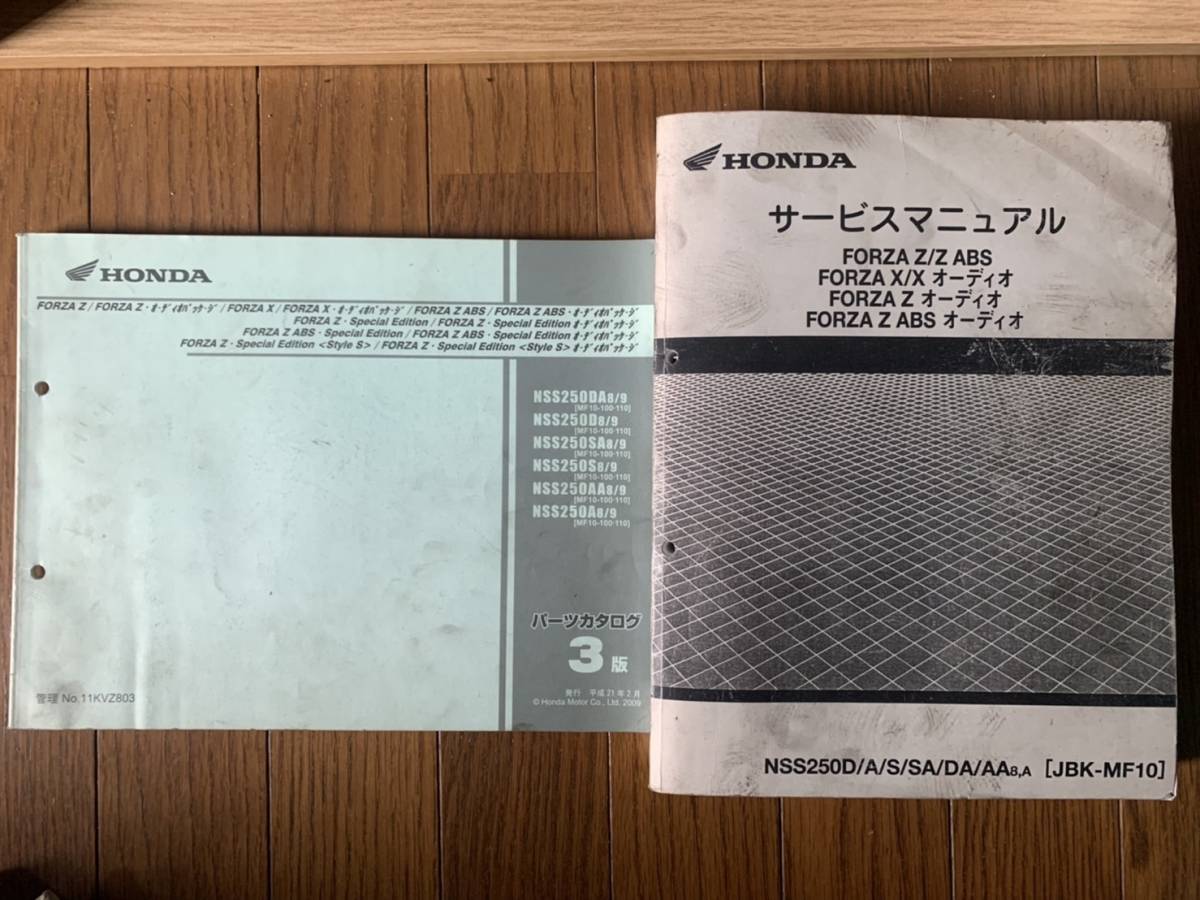 HONDA
FORZA Z / FORZA Z・ｵｰﾃﾞｨｵﾊﾟｯｹｰｼﾞ / FORZA X / FORZA X・ｵｰﾃﾞｨｵﾊﾟｯｹｰｼﾞ / FORZA Z ABS / FORZA Z ABS・ｵｰﾃﾞｨｵﾊﾟｯｹｰｼﾞ
FORZA Z・Special Edition / FORZA Z・Special Edition ｵｰﾃﾞｨｵﾊﾟｯｹｰｼﾞ
FORZA Z ABS・Special Edition / FORZA Z ABS・Special Edition ｵｰﾃﾞｨｵﾊﾟｯｹｰｼﾞ
FORZA Z・Special Edition <Style S> / FORZA Z・Special Edition <Style S> ｵｰﾃﾞｨｵﾊﾟｯｹｰｼﾞ
NSS250DA8/9
[MF10-100・110]
NSS250D8/9
[MF10-100・110]
NSS250SA8/9
[MF10-100・110]
NSS250S8/9
[MF10-100・110]
NSS250AA8/9
[MF10-100・110]
NSS250A8/9
[MF10-100・110]
パーツカタログ
3版
管理 No.11KVZ803
発行 平成21年2月
© Honda Motor Co., Ltd. 2009
HONDA
サービスマニュアル
FORZA Z/Z ABS
FORZA X/X オーディオ
FORZA Z オーディオ
FORZA Z ABS オーディオ
NSS250D/A/S/SA/DA/AA8,A [JBK-MF10]